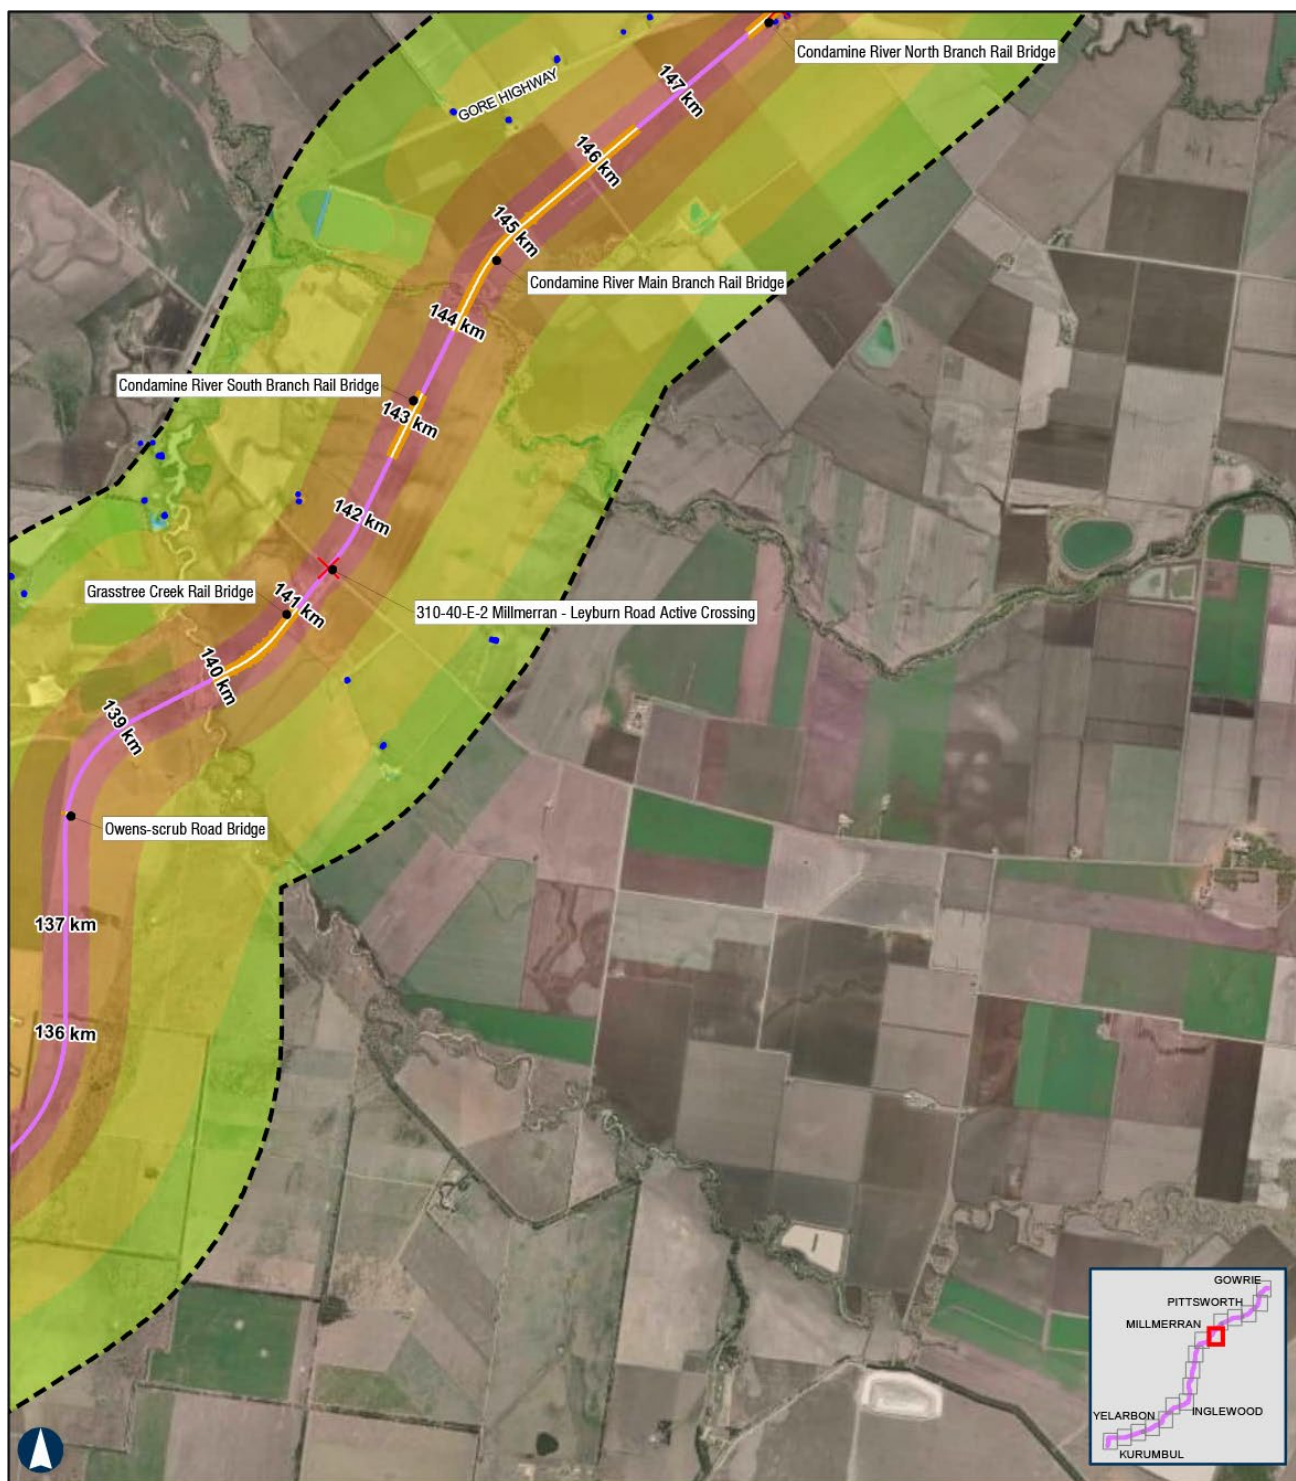 Condamine River North Branch Rail Bridge
GORE HIGHWAY
147 km
146 km
145 km
Condamine River Main Branch Rail Bridge
144 km
Condamine River South Branch Rail Bridge
143 km
142 km
Grasstree Creek Rail Bridge
141 km
310-40-E-2 Millmerran - Leyburn Road Active Crossing
140 km
139 km
Owens-scrub Road Bridge
137 km
136 km
GOWRIE
PITTSWORTH
MILLMERRAN
YELARBON
INGLEWOOD
KURUMBUL